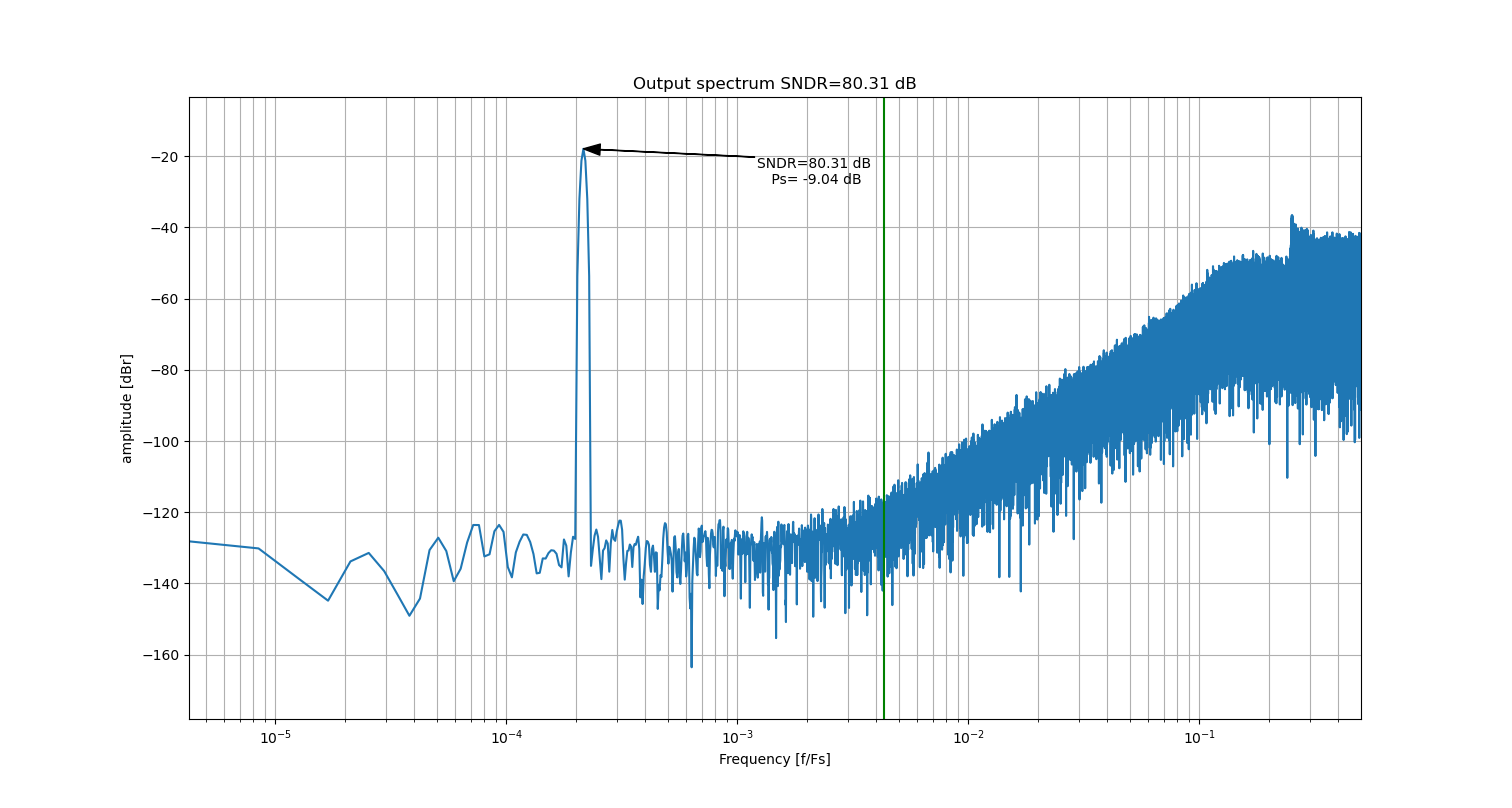 Output spectrum SNDR=80.31 dB
SNDR=80.31 dB
Ps= -9.04 dB
amplitude [dBr]
−20
−40
−60
−80
−100
−120
−140
−160
10⁻⁵
10⁻⁴
10⁻³
10⁻²
10⁻¹
Frequency [f/Fs]